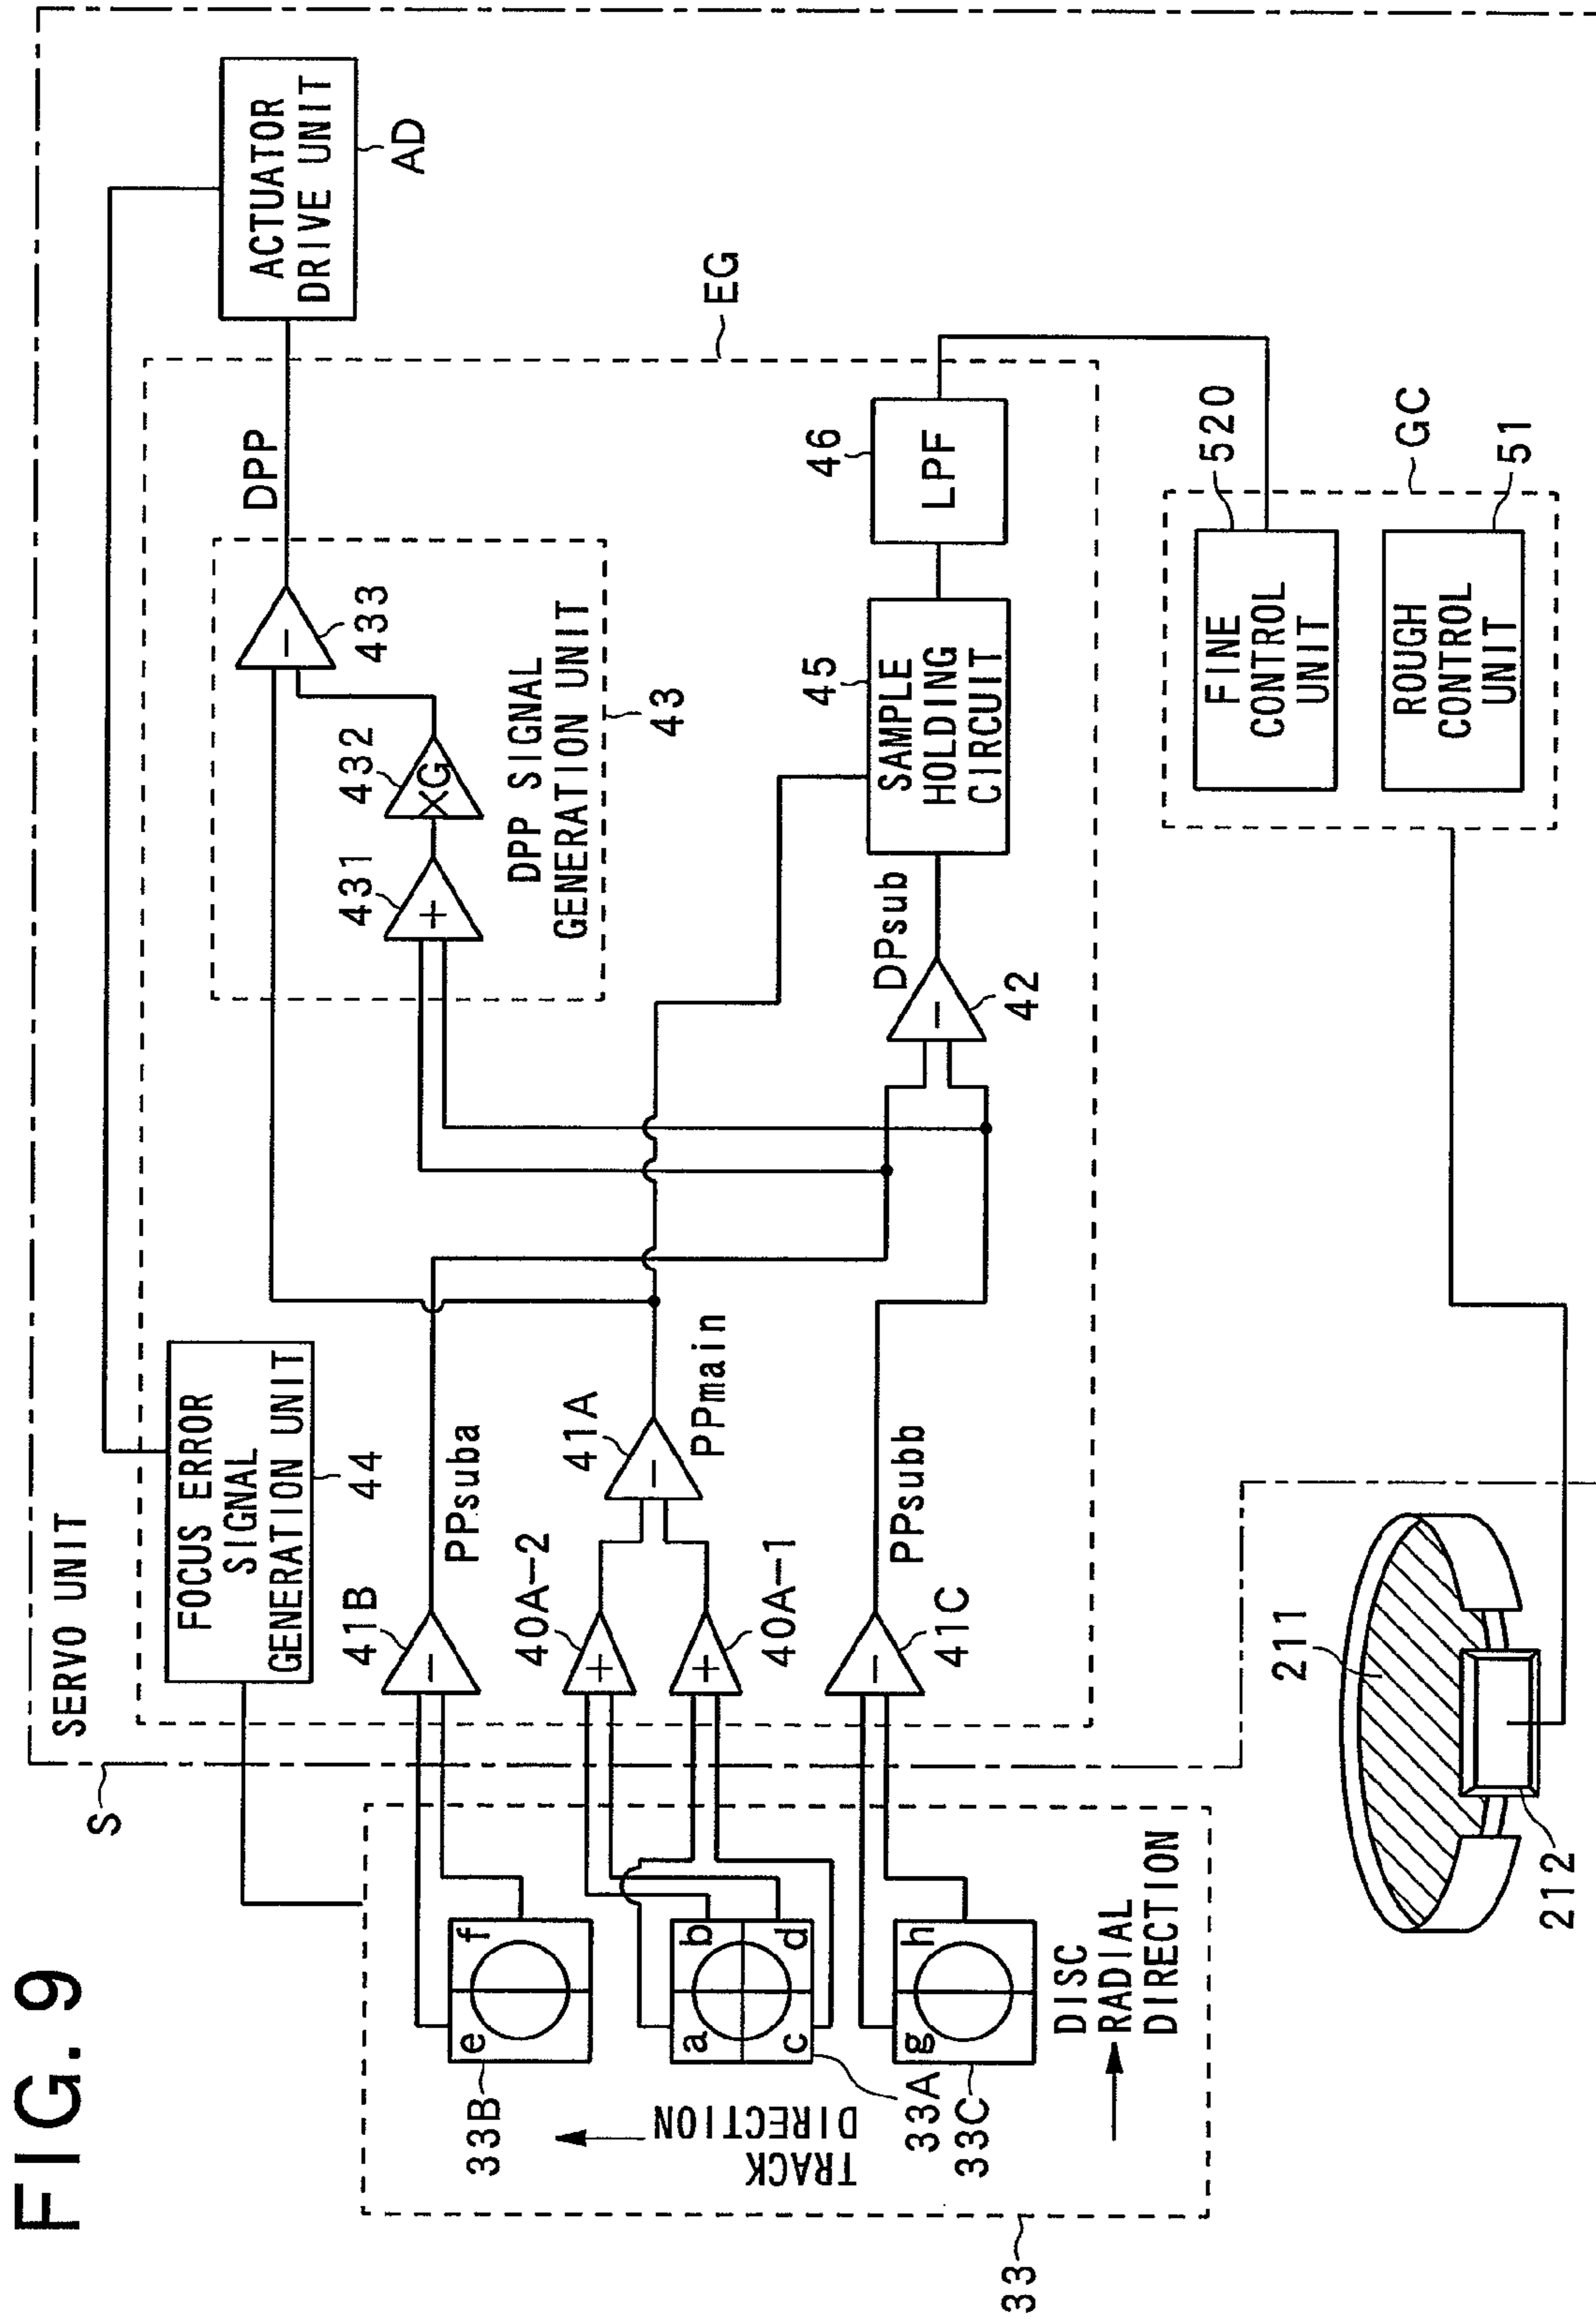 FIG. 9
S
SERVO UNIT
FOCUS ERROR
SIGNAL
GENERATION UNIT
44
ACTUATOR
DRIVE UNIT
AD
DPP
EG
433
432
XG
431
+
−
DPP SIGNAL
GENERATION UNIT
43
41B
−
PPsuba
40A-2
+
40A-1
+
41A
−
PPmain
41C
−
PPsubb
42
−
DPsub
45
SAMPLE
HOLDING
CIRCUIT
46
LPF
33B
e
f
a
b
c
d
33A
g
h
33C
TRACK
DIRECTION
DISC
RADIAL
DIRECTION
33
520
FINE
CONTROL
UNIT
GC
ROUGH
CONTROL
UNIT
51
211
212